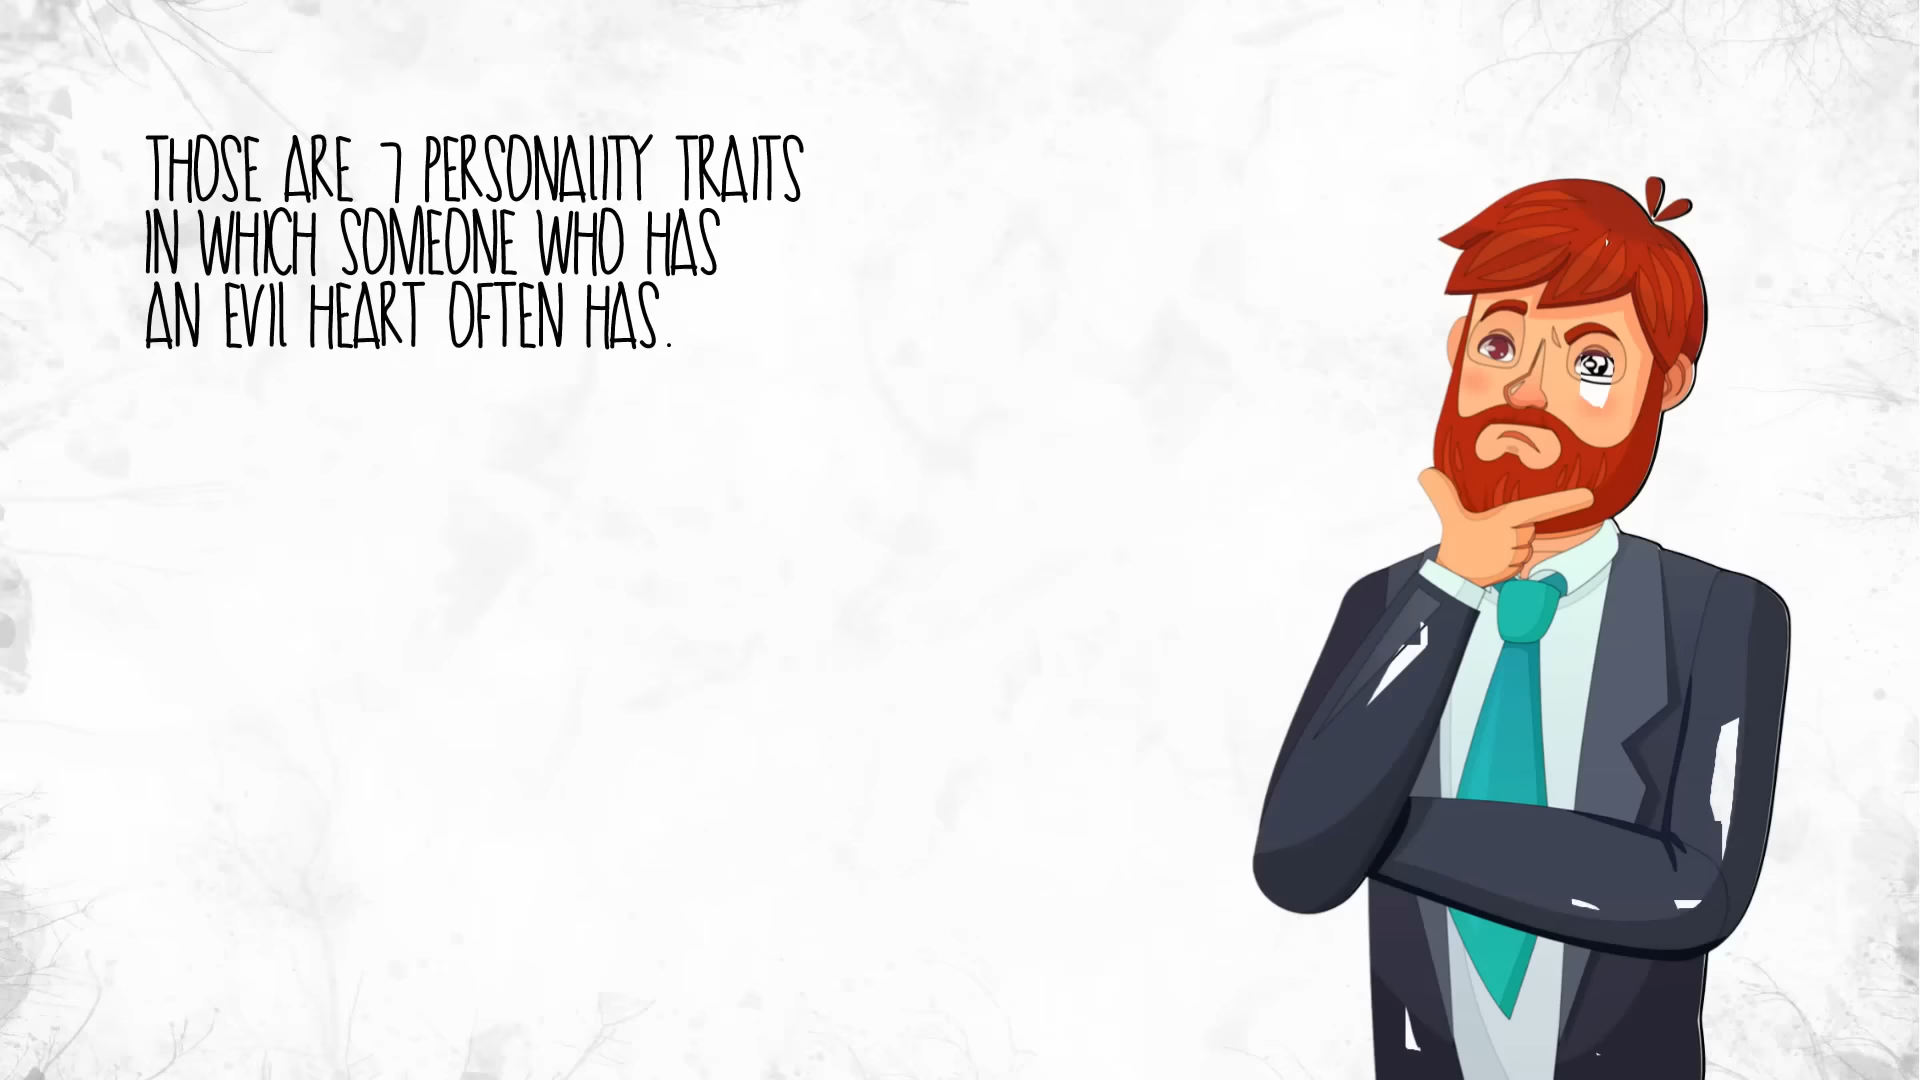 THOSE ARE 7 PERSONALITY TRAITS
IN WHICH SOMEONE WHO HAS
AN EVIL HEART OFTEN HAS.